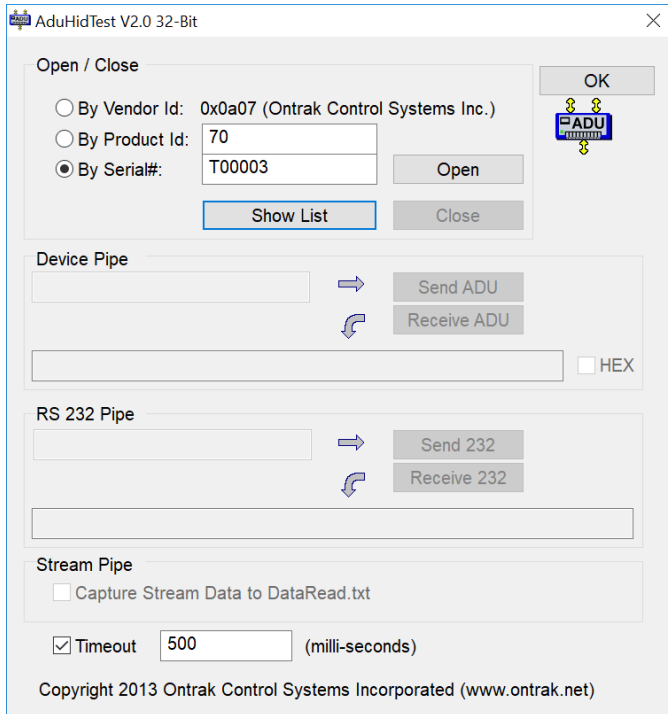 AduHidTest V2.0 32-Bit
Open / Close
OK
By Vendor Id: 0x0a07 (Ontrak Control Systems Inc.)
ADU
By Product Id: 70
By Serial#: T00003 Open
Show List Close
Device Pipe
Send ADU
Receive ADU
HEX
RS 232 Pipe
Send 232
Receive 232
Stream Pipe
Capture Stream Data to DataRead.txt
Timeout 500 (milli-seconds)
Copyright 2013 Ontrak Control Systems Incorporated (www.ontrak.net)